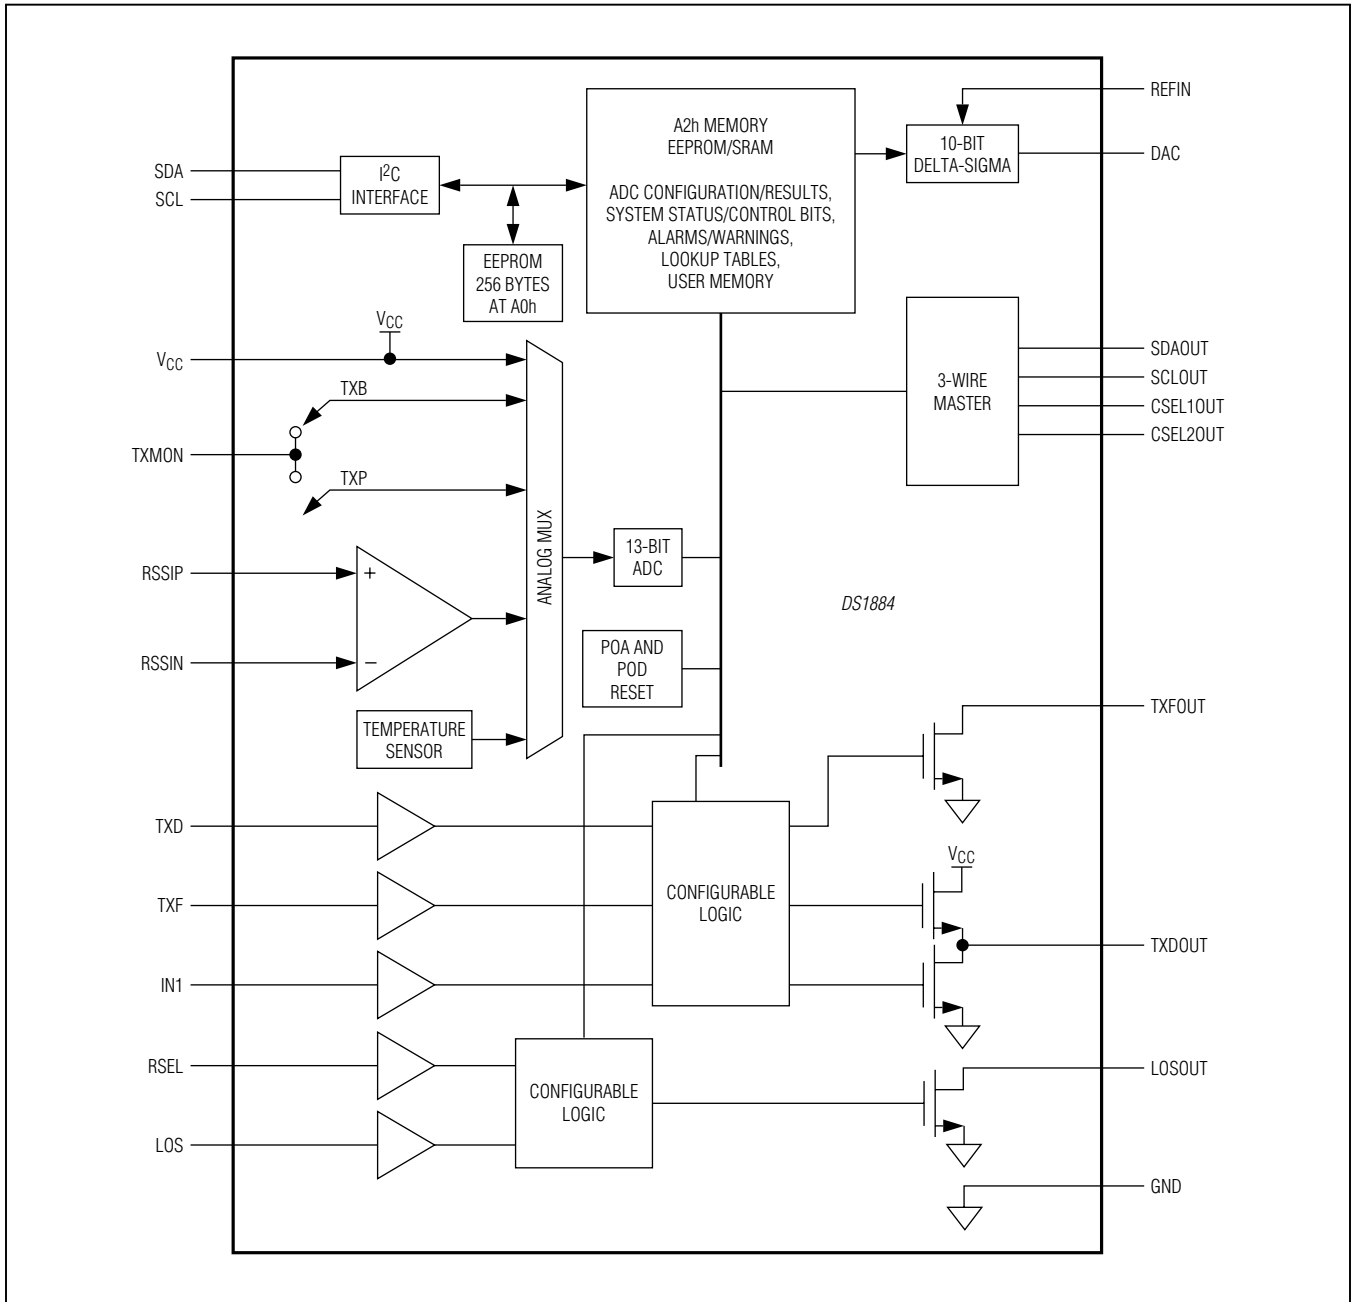 REFIN
A2h MEMORY
EEPROM/SRAM
ADC CONFIGURATION/RESULTS,
SYSTEM STATUS/CONTROL BITS,
ALARMS/WARNINGS,
LOOKUP TABLES,
USER MEMORY
10-BIT
DELTA-SIGMA
DAC
SDA
SCL
I2C
INTERFACE
EEPROM
256 BYTES
AT A0h
VCC
VCC
TXB
TXMON
TXP
ANALOG MUX
13-BIT
ADC
3-WIRE
MASTER
SDAOUT
SCLOUT
CSEL1OUT
CSEL2OUT
RSSIP
+
RSSIN
−
DS1884
POA AND
POD
RESET
TEMPERATURE
SENSOR
TXFOUT
TXD
TXF
IN1
CONFIGURABLE
LOGIC
VCC
TXDOUT
RSEL
LOS
CONFIGURABLE
LOGIC
LOSOUT
GND